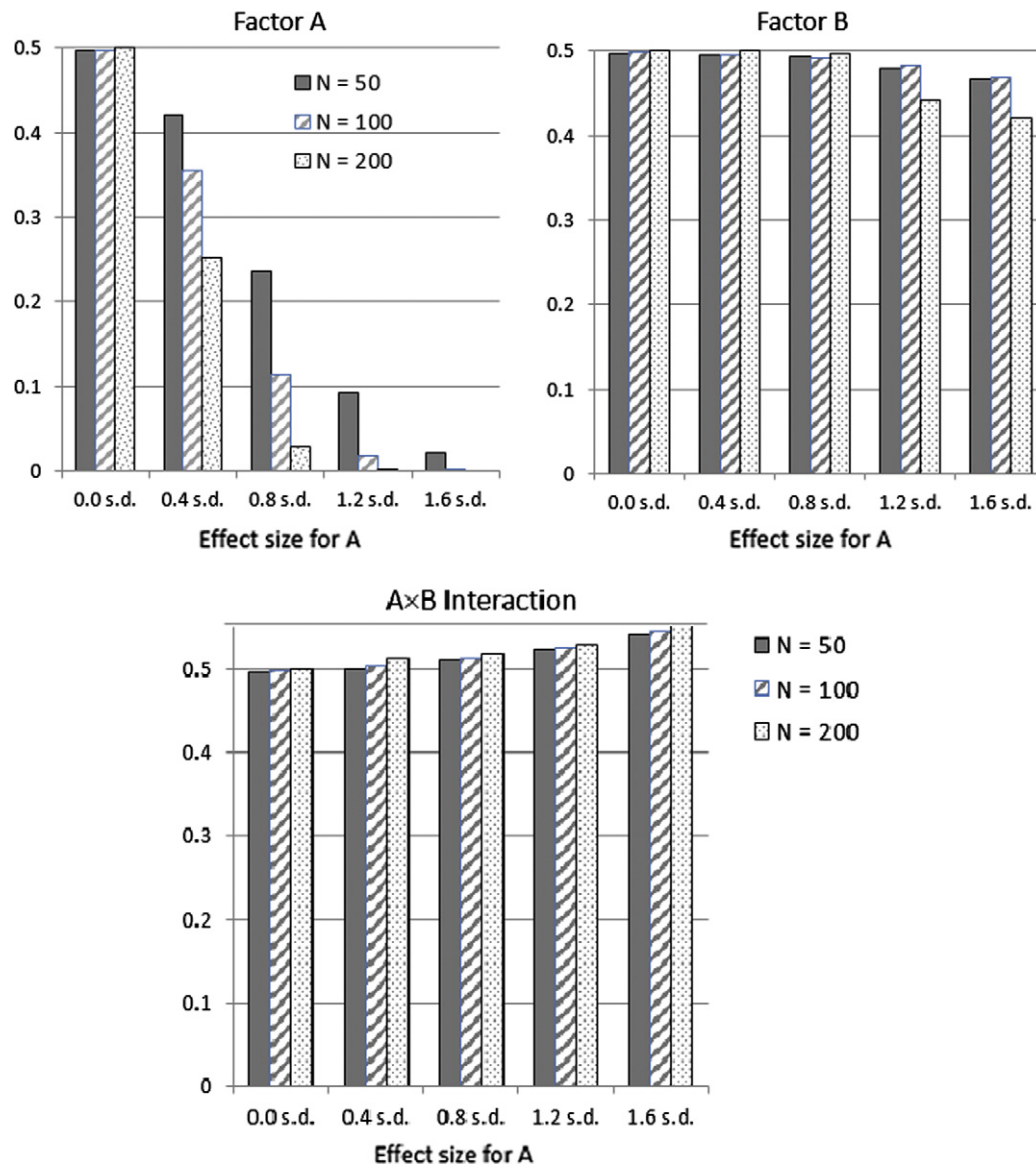 Factor A
0.5
0.4
0.3
0.2
0.1
0
N = 50
N = 100
N = 200
0.0 s.d. 0.4 s.d. 0.8 s.d. 1.2 s.d. 1.6 s.d.
Effect size for A
Factor B
0.5
0.4
0.3
0.2
0.1
0
0.0 s.d. 0.4 s.d. 0.8 s.d. 1.2 s.d. 1.6 s.d.
Effect size for A
A×B Interaction
0.5
0.4
0.3
0.2
0.1
0
N = 50
N = 100
N = 200
0.0 s.d. 0.4 s.d. 0.8 s.d. 1.2 s.d. 1.6 s.d.
Effect size for A